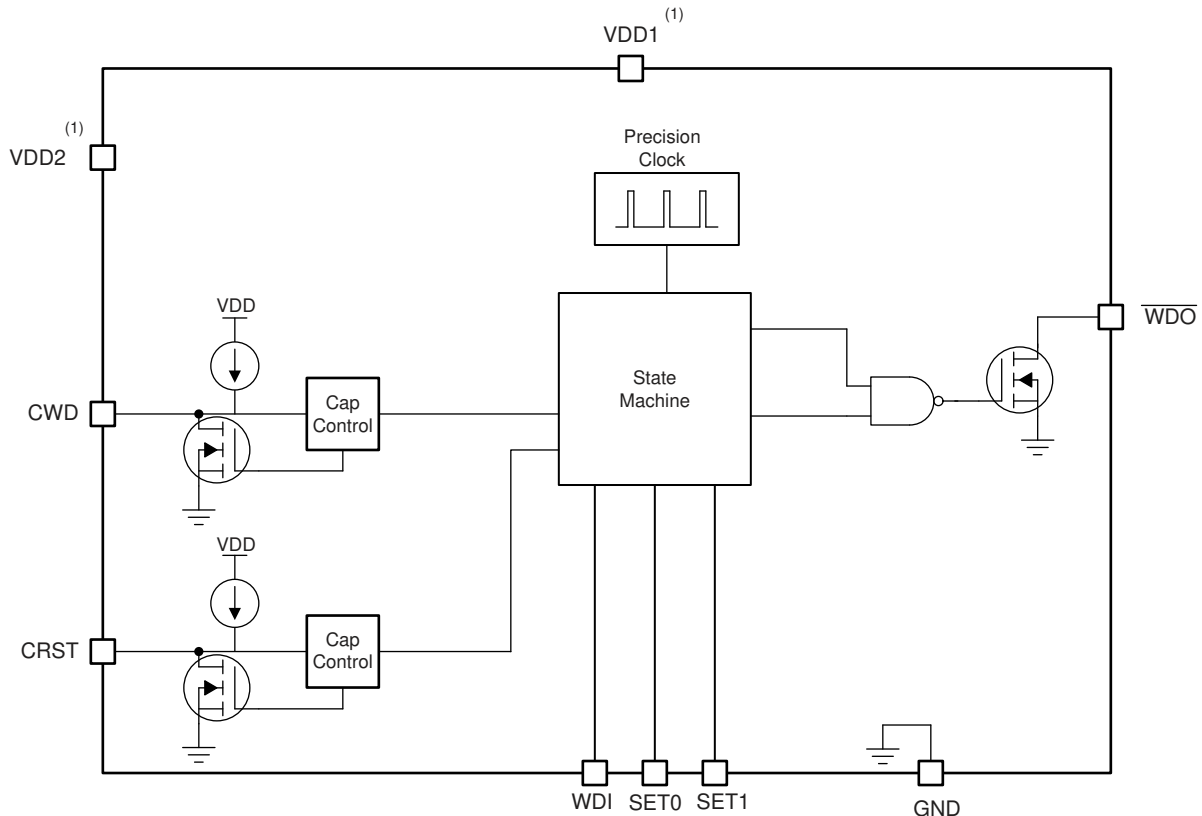 VDD1 (1)
VDD2 (1)
Precision
Clock
VDD
CWD
Cap
Control
State
Machine
WDO
VDD
CRST
Cap
Control
WDI
SET0
SET1
GND